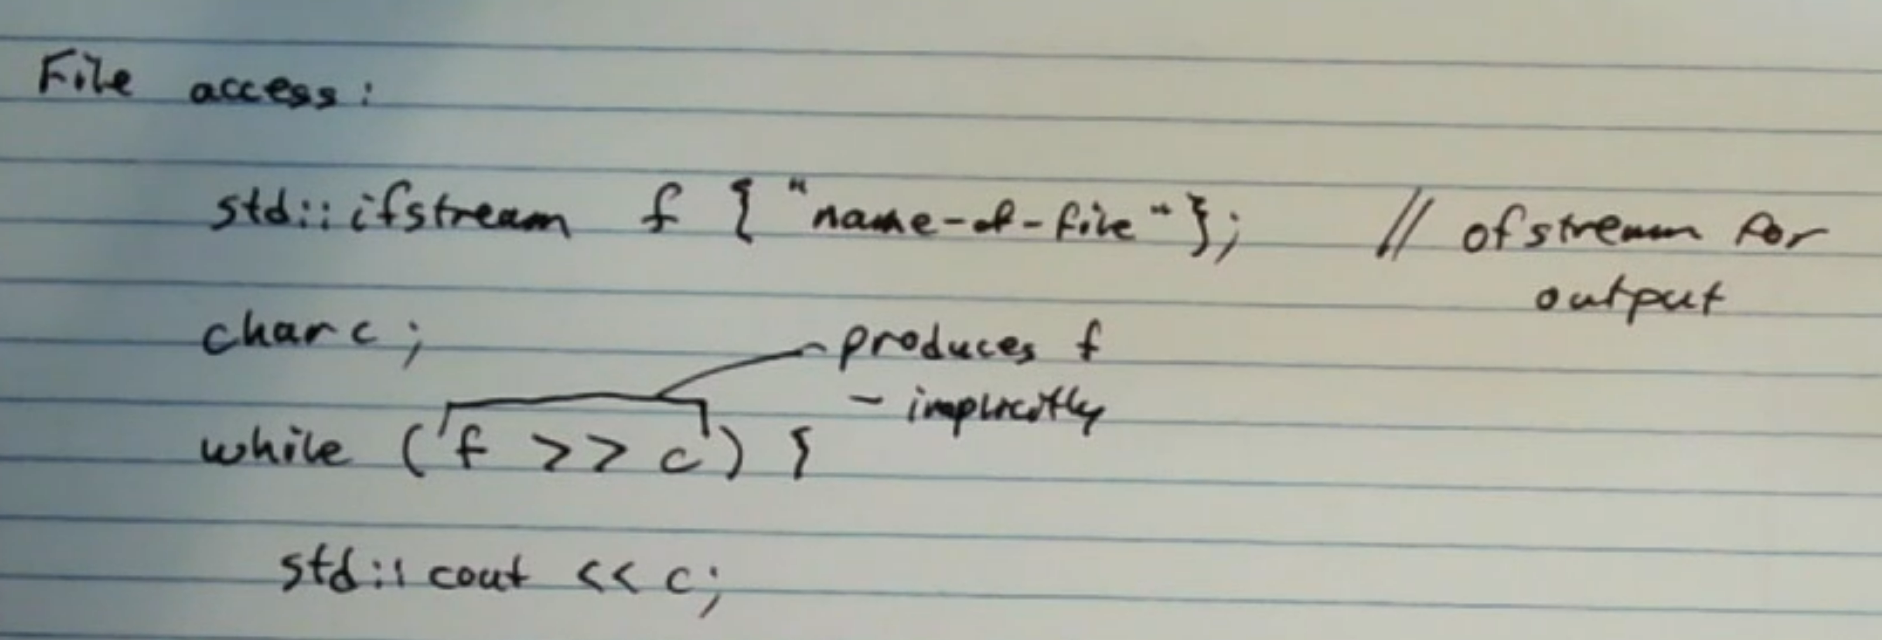 File access:
std::ifstream f { "name-of-file" };   // ofstream for
output
char c;
produces f
- implicitly
while (f >> c) {
std::cout << c;